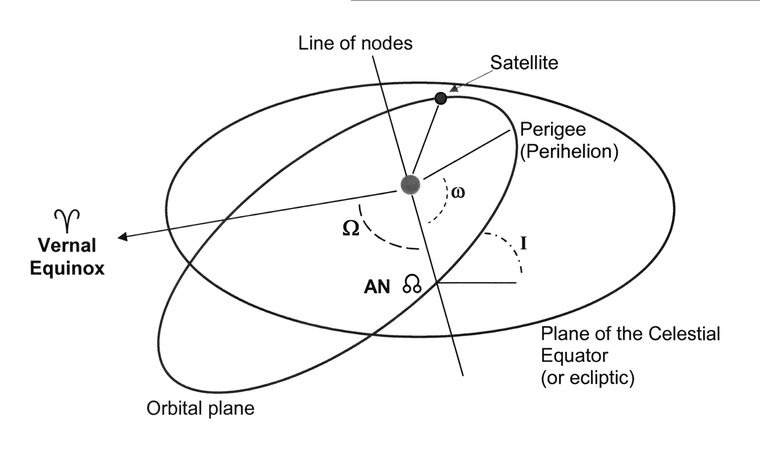 Line of nodes
Satellite
Perigee
(Perihelion)
ω
♈
Vernal
Equinox
Ω
I
AN ☊
Plane of the Celestial
Equator
(or ecliptic)
Orbital plane